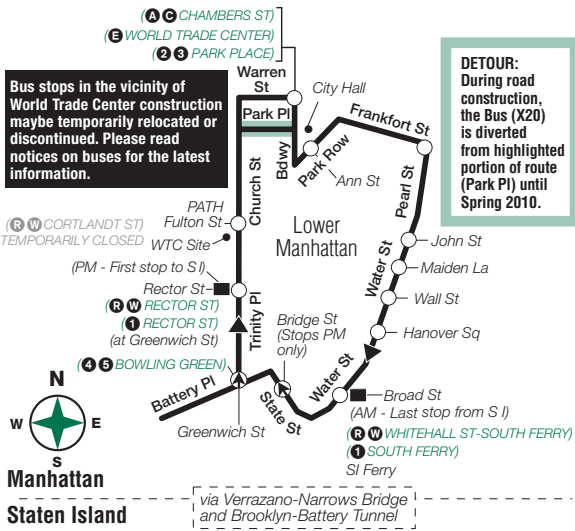 (A C CHAMBERS ST)
(E WORLD TRADE CENTER)
(2 3 PARK PLACE)
Warren
St
City Hall
Park Pl
Frankfort St
Bdwy
Park Row
Ann St
Bus stops in the vicinity of
World Trade Center construction
maybe temporarily relocated or
discontinued. Please read
notices on buses for the latest
information.
DETOUR:
During road
construction,
the Bus (X20)
is diverted
from highlighted
portion of route
(Park Pl) until
Spring 2010.
Church St
Pearl St
PATH
Fulton St
(R W CORTLANDT ST)
TEMPORARILY CLOSED
WTC Site
Lower
Manhattan
John St
Maiden La
Water St
Wall St
Hanover Sq
(PM - First stop to S I)
Rector St
(R W RECTOR ST)
(1 RECTOR ST)
(at Greenwich St)
Trinity Pl
Bridge St
(Stops PM
only)
(4 5 BOWLING GREEN)
Battery Pl
Greenwich St
State St
Water St
Broad St
(AM - Last stop from S I)
(R W WHITEHALL ST-SOUTH FERRY)
(1 SOUTH FERRY)
SI Ferry
N
W
E
S
Manhattan
Staten Island
via Verrazano-Narrows Bridge
and Brooklyn-Battery Tunnel